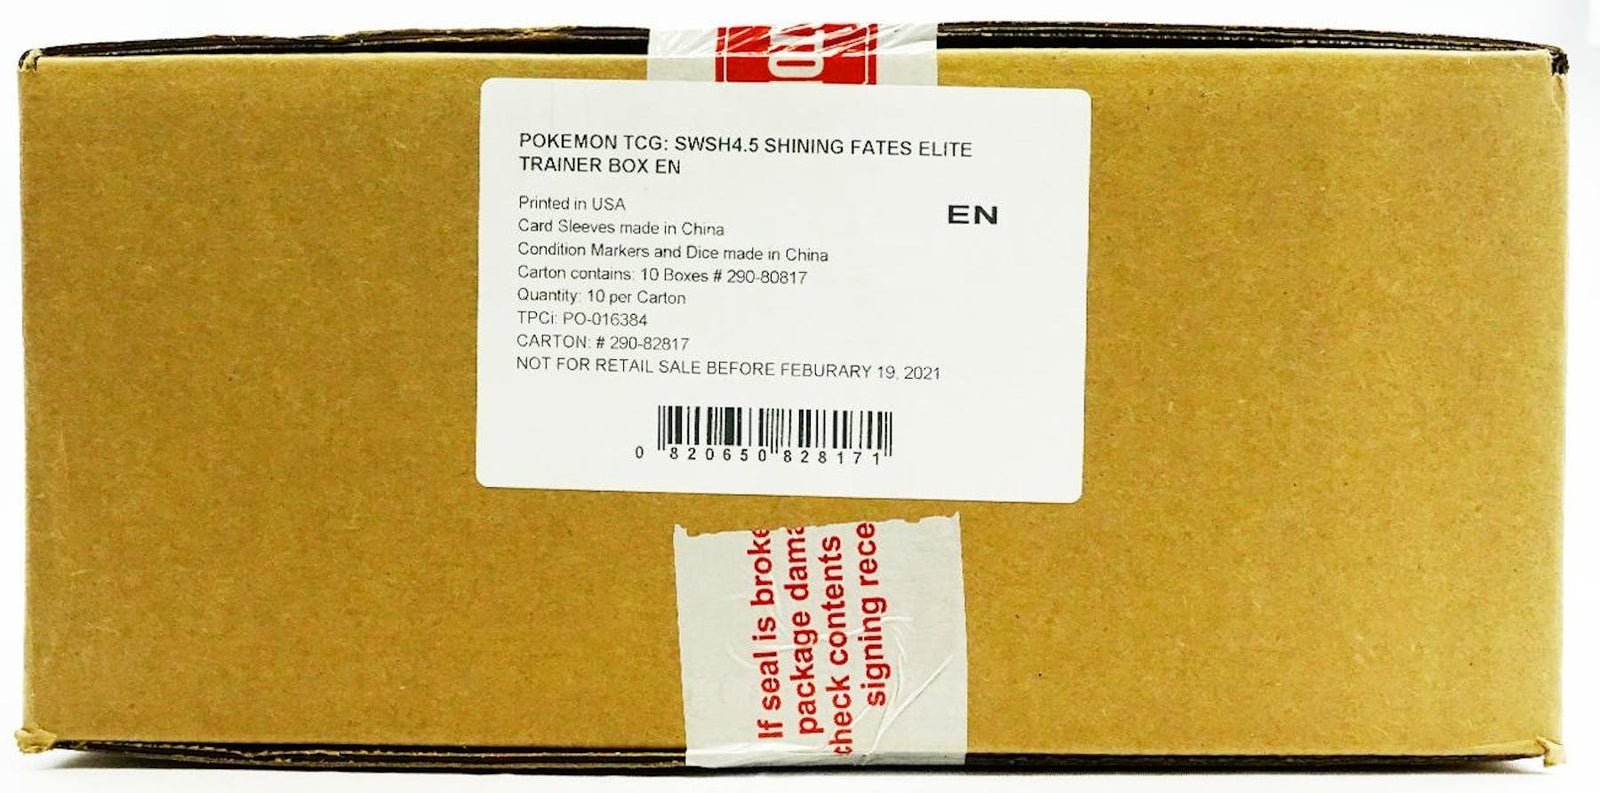 POKEMON TCG: SWSH4.5 SHINING FATES ELITE
TRAINER BOX EN
EN
Printed in USA
Card Sleeves made in China
Condition Markers and Dice made in China
Carton contains: 10 Boxes # 290-80817
Quantity: 10 per Carton
TPCi: PO-016384
CARTON: # 290-82817
NOT FOR RETAIL SALE BEFORE FEBURARY 19, 2021
0 820650 828171
If seal is broke
package dama
check contents
signing rece